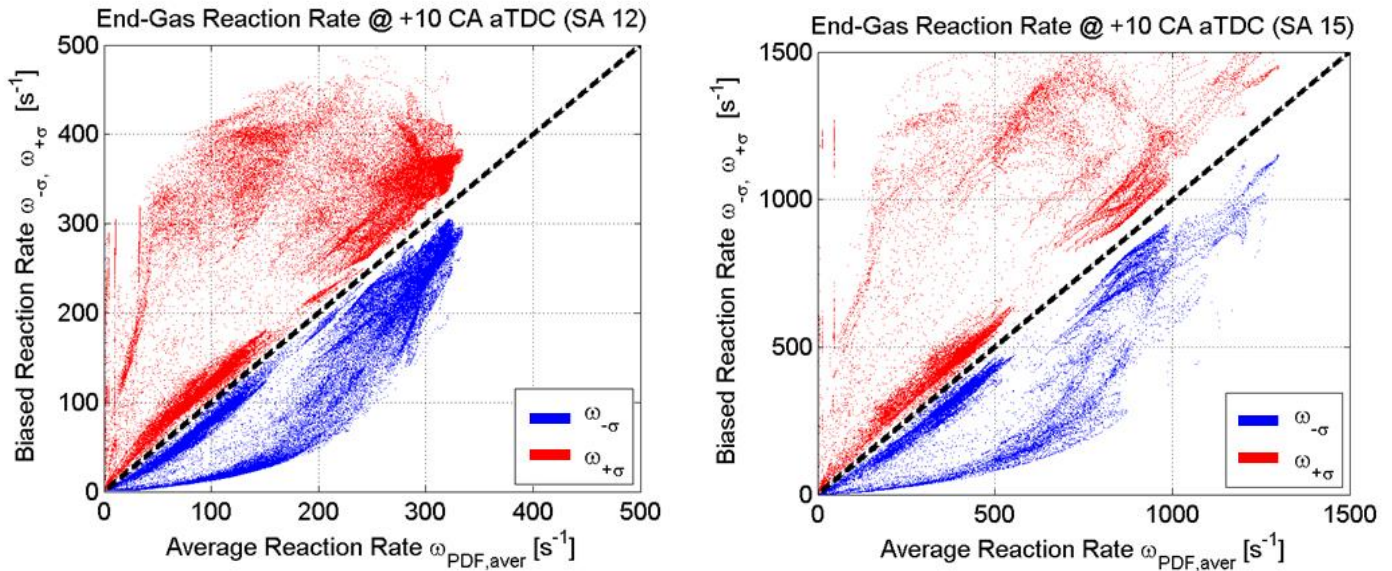 End-Gas Reaction Rate @ +10 CA aTDC (SA 12)
500
400
300
200
100
0
0 100 200 300 400 500
Biased Reaction Rate ω-σ, ω+σ [s-1]
Average Reaction Rate ωPDF,aver [s-1]
ω-σ
ω+σ
End-Gas Reaction Rate @ +10 CA aTDC (SA 15)
1500
1000
500
0
0 500 1000 1500
Biased Reaction Rate ω-σ, ω+σ [s-1]
Average Reaction Rate ωPDF,aver [s-1]
ω-σ
ω+σ